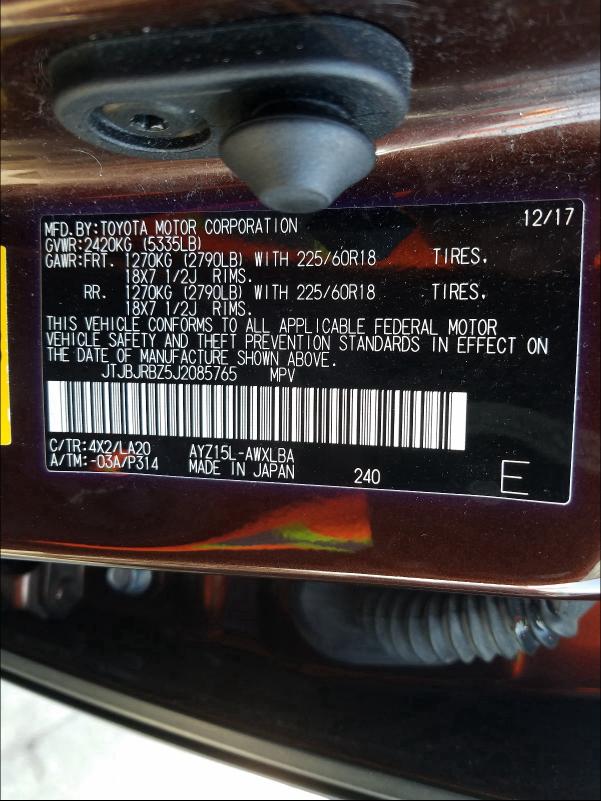 MFD.BY:TOYOTA MOTOR CORPORATION 12/17
GVWR:2420KG (5335LB)
GAWR:FRT. 1270KG (2790LB) WITH 225/60R18 TIRES,
18X7 1/2J RIMS.
RR. 1270KG (2790LB) WITH 225/60R18 TIRES,
18X7 1/2J RIMS.
THIS VEHICLE CONFORMS TO ALL APPLICABLE FEDERAL MOTOR
VEHICLE SAFETY AND THEFT PREVENTION STANDARDS IN EFFECT ON
THE DATE OF MANUFACTURE SHOWN ABOVE.
JTJBJRBZ5J2085765 MPV
C/TR:4X2/LA20 AYZ15L-AWXLBA
A/TM:-03A/P314 MADE IN JAPAN 240 E